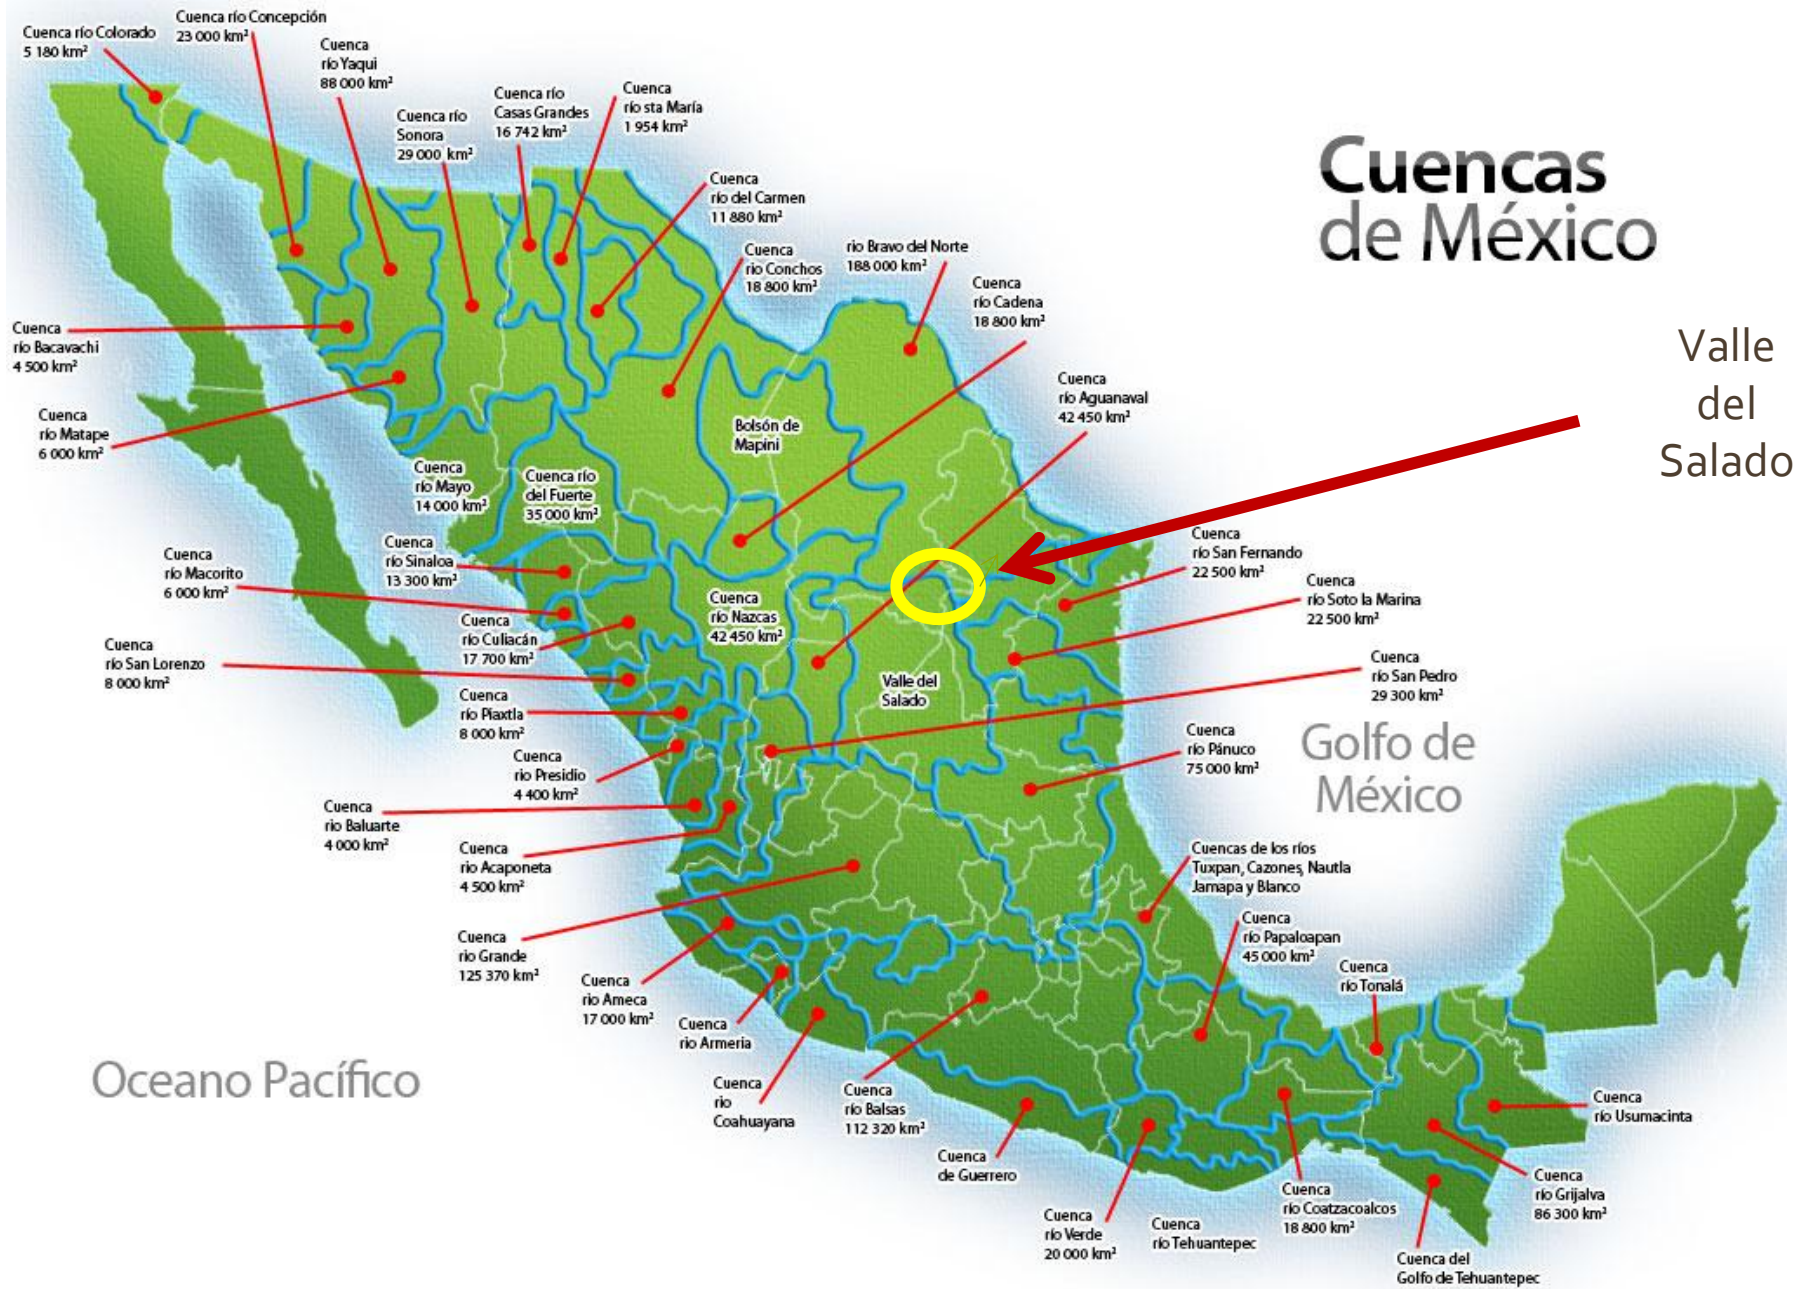 Cuencas
de México
Cuenca río Colorado
5 180 km²
Cuenca río Concepción
23 000 km²
Cuenca
río Yaqui
88 000 km²
Cuenca río
Sonora
29 000 km²
Cuenca río
Casas Grandes
16 742 km²
Cuenca
río sta María
1 954 km²
Cuenca
río del Carmen
11 880 km²
Cuenca
río Conchos
18 800 km²
rio Bravo del Norte
188 000 km²
Cuenca
río Cadena
18 800 km²
Cuenca
río Aguanaval
42 450 km²
Valle
del
Salado
Cuenca
río Bacavachi
4 500 km²
Cuenca
río Matape
6 000 km²
Cuenca
río Mayo
14 000 km²
Cuenca río
del Fuerte
35 000 km²
Bolsón de
Mapini
Cuenca
río Sinaloa
13 300 km²
Cuenca
río Macorito
6 000 km²
Cuenca
río Culiacán
17 700 km²
Cuenca
río Nazcas
42 450 km²
Valle del
Salado
Cuenca
río San Fernando
22 500 km²
Cuenca
río Soto la Marina
22 500 km²
Cuenca
río San Pedro
29 300 km²
Cuenca
río San Lorenzo
8 000 km²
Cuenca
río Piaxtla
8 000 km²
Cuenca
rio Presidio
4 400 km²
Cuenca
rio Baluarte
4 000 km²
Cuenca
rio Acaponeta
4 500 km²
Cuenca
río Pánuco
75 000 km²
Golfo de
México
Cuencas de los ríos
Tuxpan, Cazones, Nautla
Jamapa y Blanco
Cuenca
río Papaloapan
45 000 km²
Cuenca
río Tonalá
Cuenca
rio Grande
125 370 km²
Cuenca
rio Ameca
17 000 km²
Cuenca
rio Armeria
Oceano Pacífico
Cuenca
rio
Coahuayana
Cuenca
río Balsas
112 320 km²
Cuenca
de Guerrero
Cuenca
río Verde
20 000 km²
Cuenca
río Tehuantepec
Cuenca
río Coatzacoalcos
18 800 km²
Cuenca
río Usumacinta
Cuenca
río Grijalva
86 300 km²
Cuenca del
Golfo de Tehuantepec